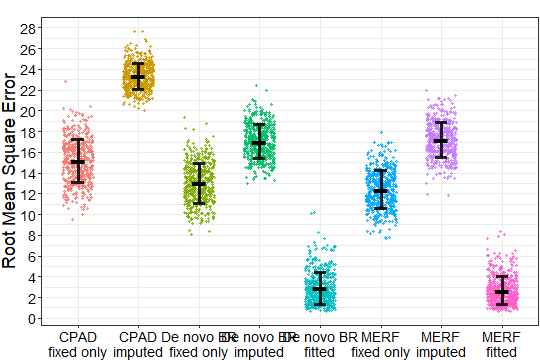 Root Mean Square Error
28
26
24
22
20
18
16
14
12
10
8
6
4
2
0
CPAD
fixed only
CPAD
imputed
De novo BR
fixed only
De novo BR
imputed
De novo BR
fitted
MERF
fixed only
MERF
imputed
MERF
fitted